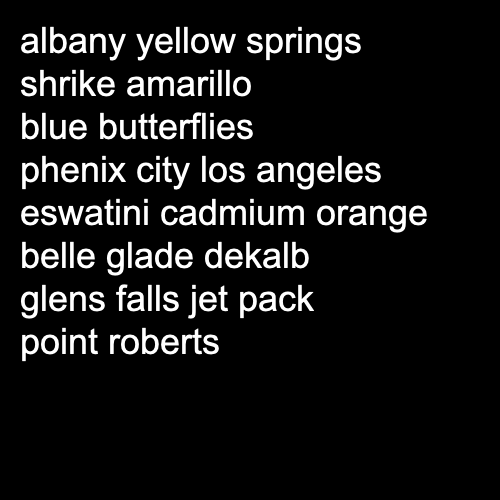 albany yellow springs
shrike amarillo
blue butterflies
phenix city los angeles
eswatini cadmium orange
belle glade dekalb
glens falls jet pack
point roberts